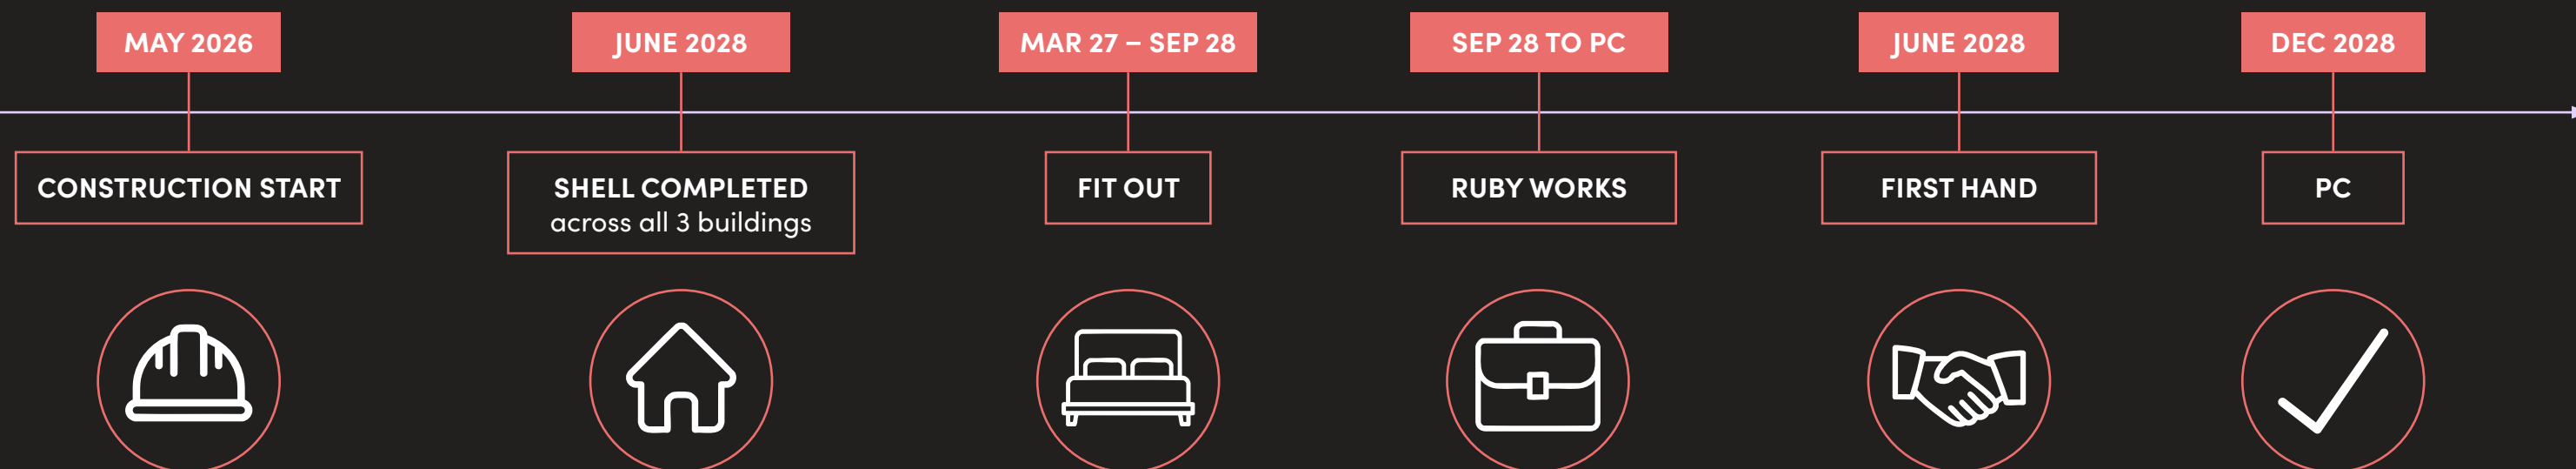 MAY 2026
JUNE 2028
MAR 27 – SEP 28
SEP 28 TO PC
JUNE 2028
DEC 2028
CONSTRUCTION START
SHELL COMPLETED
across all 3 buildings
FIT OUT
RUBY WORKS
FIRST HAND
PC